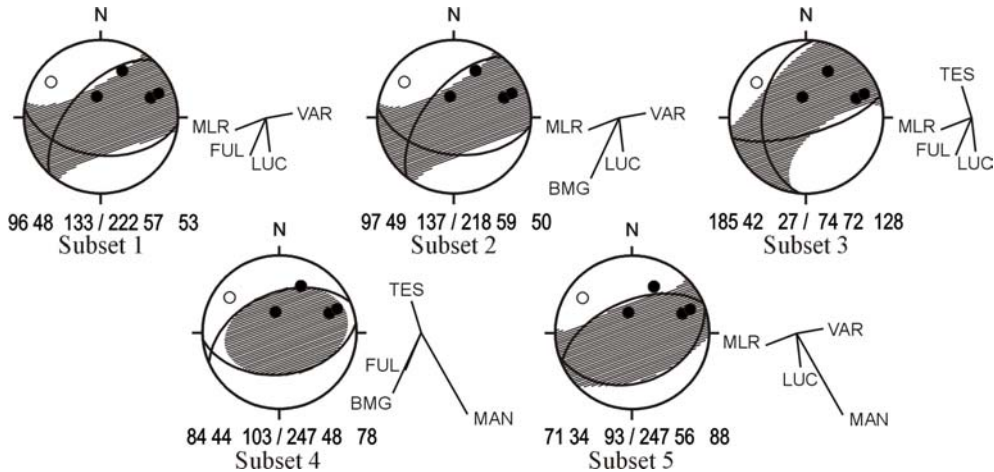 N
MLR
VAR
FUL
LUC
96 48 133 / 222 57 53
Subset 1
N
MLR
VAR
LUC
BMG
97 49 137 / 218 59 50
Subset 2
N
TES
MLR
FUL
LUC
185 42 27 / 74 72 128
Subset 3
N
TES
FUL
BMG
MAN
84 44 103 / 247 48 78
Subset 4
N
MLR
VAR
LUC
MAN
71 34 93 / 247 56 88
Subset 5